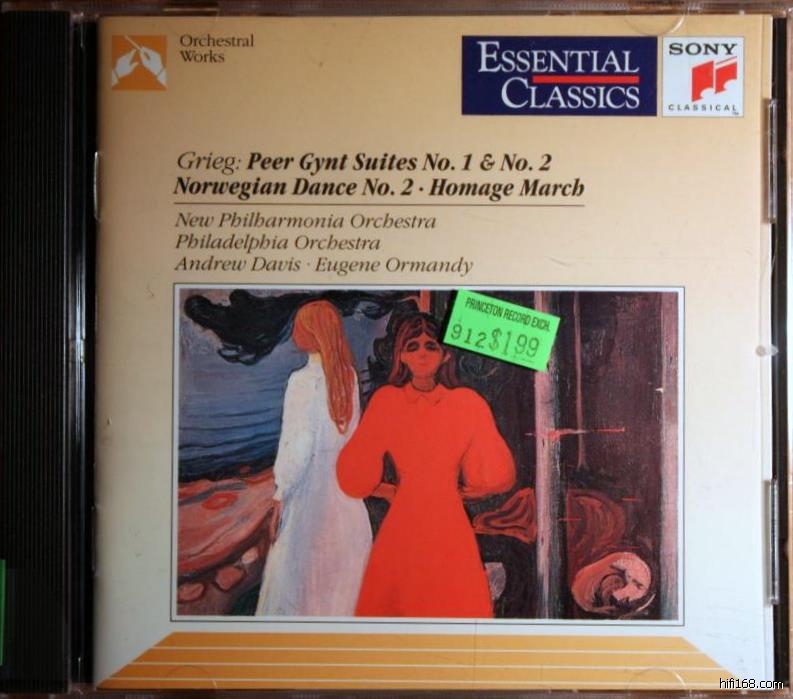 Orchestral
Works
ESSENTIAL
CLASSICS
SONY
CLASSICAL™
Grieg: Peer Gynt Suites No. 1 & No. 2
Norwegian Dance No. 2 · Homage March
New Philharmonia Orchestra
Philadelphia Orchestra
Andrew Davis · Eugene Ormandy
PRINCETON RECORD EXCH.
912 $1.99
hifi168.com